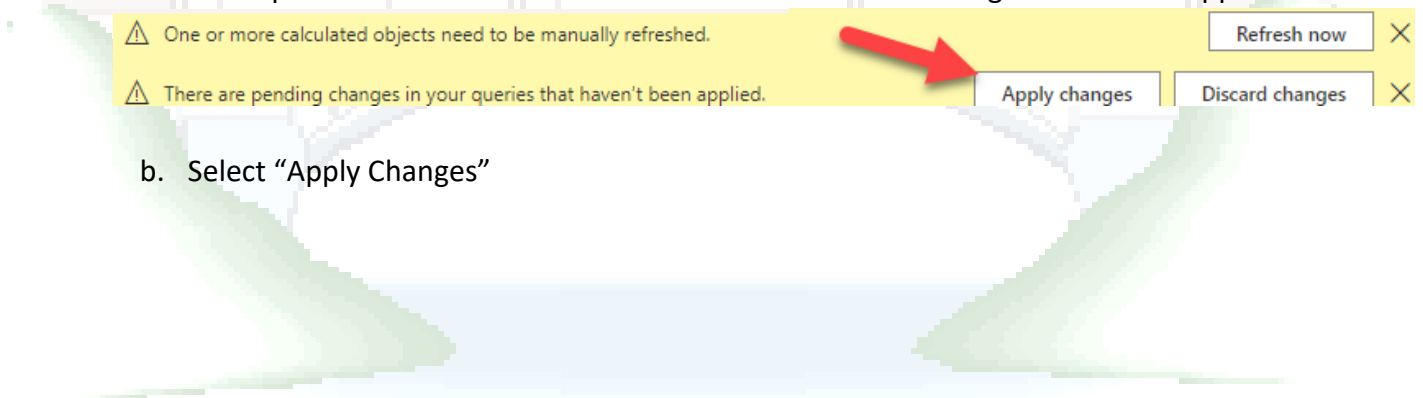 One or more calculated objects need to be manually refreshed. Refresh now
There are pending changes in your queries that haven't been applied. Apply changes Discard changes
b. Select “Apply Changes”